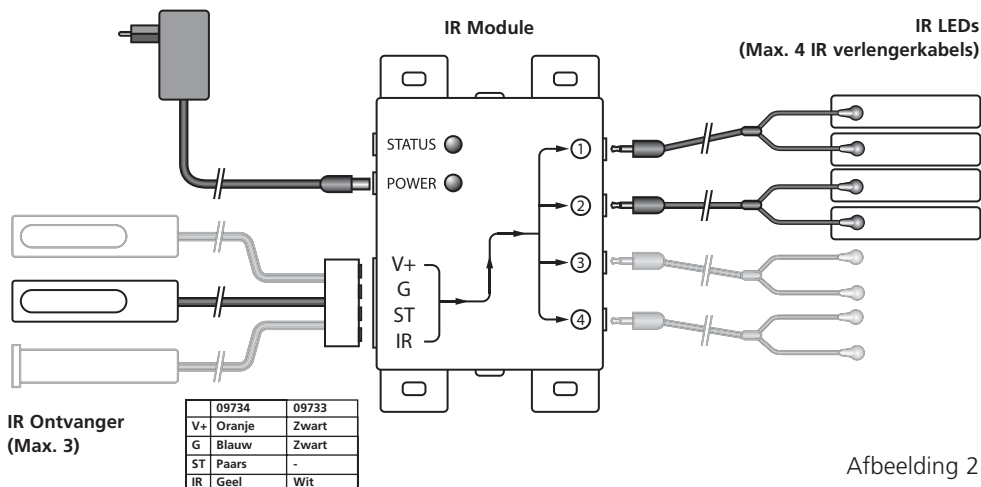 IR Module
IR LEDs
(Max. 4 IR verlengerkabels)
STATUS
POWER
1
2
3
4
V+
G
ST
IR
IR Ontvanger
(Max. 3)
09734 09733
V+ Oranje Zwart
G Blauw Zwart
ST Paars -
IR Geel Wit
Afbeelding 2